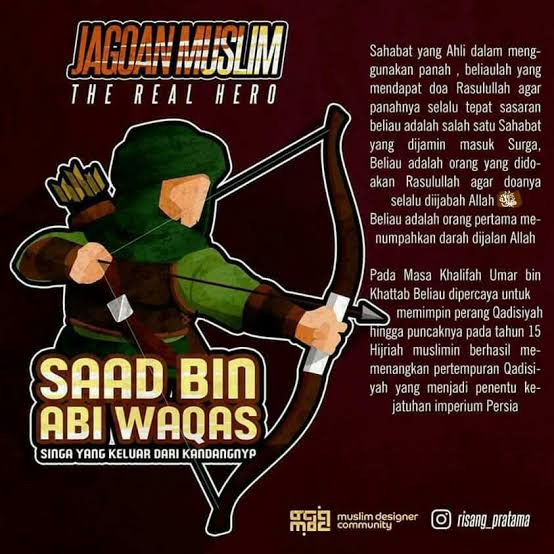 JAGOAN MUSLIM
THE REAL HERO
Sahabat yang Ahli dalam meng-
gunakan panah , beliaulah yang
mendapat doa Rasulullah agar
panahnya selalu tepat sasaran
beliau adalah salah satu Sahabat
yang dijamin masuk Surga,
Beliau adalah orang yang dido-
akan Rasulullah agar doanya
selalu diijabah Allah
Beliau adalah orang pertama me-
numpahkan darah dijalan Allah
Pada Masa Khalifah Umar bin
Khattab Beliau dipercaya untuk
memimpin perang Qadisiyah
hingga puncaknya pada tahun 15
Hijriah muslimin berhasil me-
menangkan pertempuran Qadisi-
yah yang menjadi penentu ke-
jatuhan imperium Persia
SAAD BIN
ABI WAQAS
SINGA YANG KELUAR DARI KANDANGNYA
muslim designer
community
risang_pratama